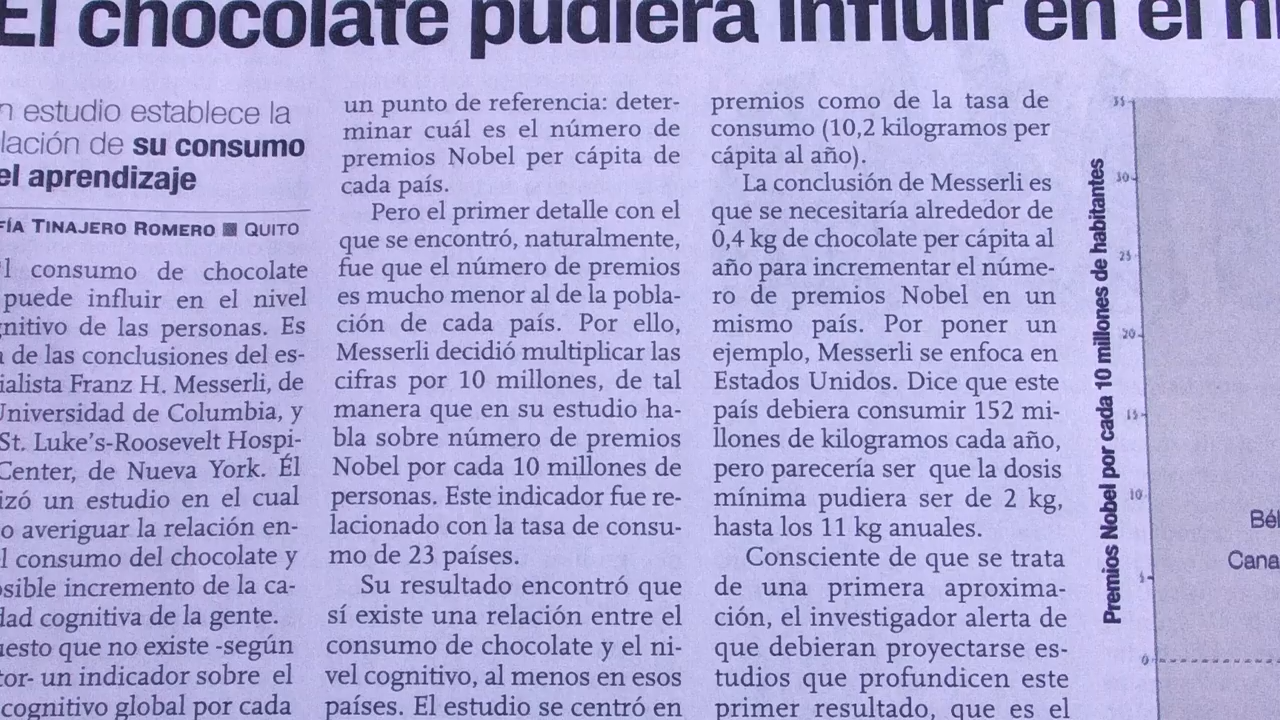 El chocolate pudiera influir en el
estudio establece la
de su consumo
el aprendizaje
TINAJERO ROMERO ■ QUITO
consumo de chocolate
puede influir en el nivel
de las personas. Es
de las conclusiones del es-
Franz H. Messerli, de
Universidad de Columbia, y
St. Luke's-Roosevelt Hospi-
Center, de Nueva York. Él
un estudio en el cual
averiguar la relación en-
consumo del chocolate y
incremento de la ca-
cognitiva de la gente.
que no existe -según
un indicador sobre el
cognitivo global por cada
un punto de referencia: deter-
minar cuál es el número de
premios Nobel per cápita de
cada país.
Pero el primer detalle con el
que se encontró, naturalmente,
fue que el número de premios
es mucho menor al de la pobla-
ción de cada país. Por ello,
Messerli decidió multiplicar las
cifras por 10 millones, de tal
manera que en su estudio ha-
bla sobre número de premios
Nobel por cada 10 millones de
personas. Este indicador fue re-
lacionado con la tasa de consu-
mo de 23 países.
Su resultado encontró que
sí existe una relación entre el
consumo de chocolate y el ni-
vel cognitivo, al menos en esos
países. El estudio se centró en
premios como de la tasa de
consumo (10,2 kilogramos per
cápita al año).
La conclusión de Messerli es
que se necesitaría alrededor de
0,4 kg de chocolate per cápita al
año para incrementar el núme-
ro de premios Nobel en un
mismo país. Por poner un
ejemplo, Messerli se enfoca en
Estados Unidos. Dice que este
país debiera consumir 152 mi-
llones de kilogramos cada año,
pero parecería ser que la dosis
mínima pudiera ser de 2 kg,
hasta los 11 kg anuales.
Consciente de que se trata
de una primera aproxima-
ción, el investigador alerta de
que debieran proyectarse es-
tudios que profundicen este
primer resultado, que es el
Premios Nobel por cada 10 millones de habitantes
35
30
25
20
15
10
5
0